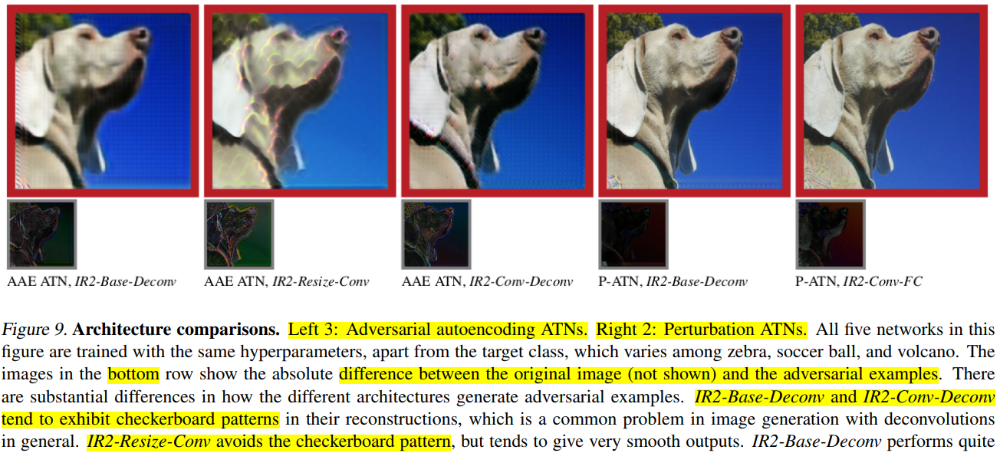 AAE ATN, IR2-Base-Deconv
AAE ATN, IR2-Resize-Conv
AAE ATN, IR2-Conv-Deconv
P-ATN, IR2-Base-Deconv
P-ATN, IR2-Conv-FC
Figure 9. Architecture comparisons. Left 3: Adversarial autoencoding ATNs. Right 2: Perturbation ATNs. All five networks in this
figure are trained with the same hyperparameters, apart from the target class, which varies among zebra, soccer ball, and volcano. The
images in the bottom row show the absolute difference between the original image (not shown) and the adversarial examples. There
are substantial differences in how the different architectures generate adversarial examples. IR2-Base-Deconv and IR2-Conv-Deconv
tend to exhibit checkerboard patterns in their reconstructions, which is a common problem in image generation with deconvolutions
in general. IR2-Resize-Conv avoids the checkerboard pattern, but tends to give very smooth outputs. IR2-Base-Deconv performs quite